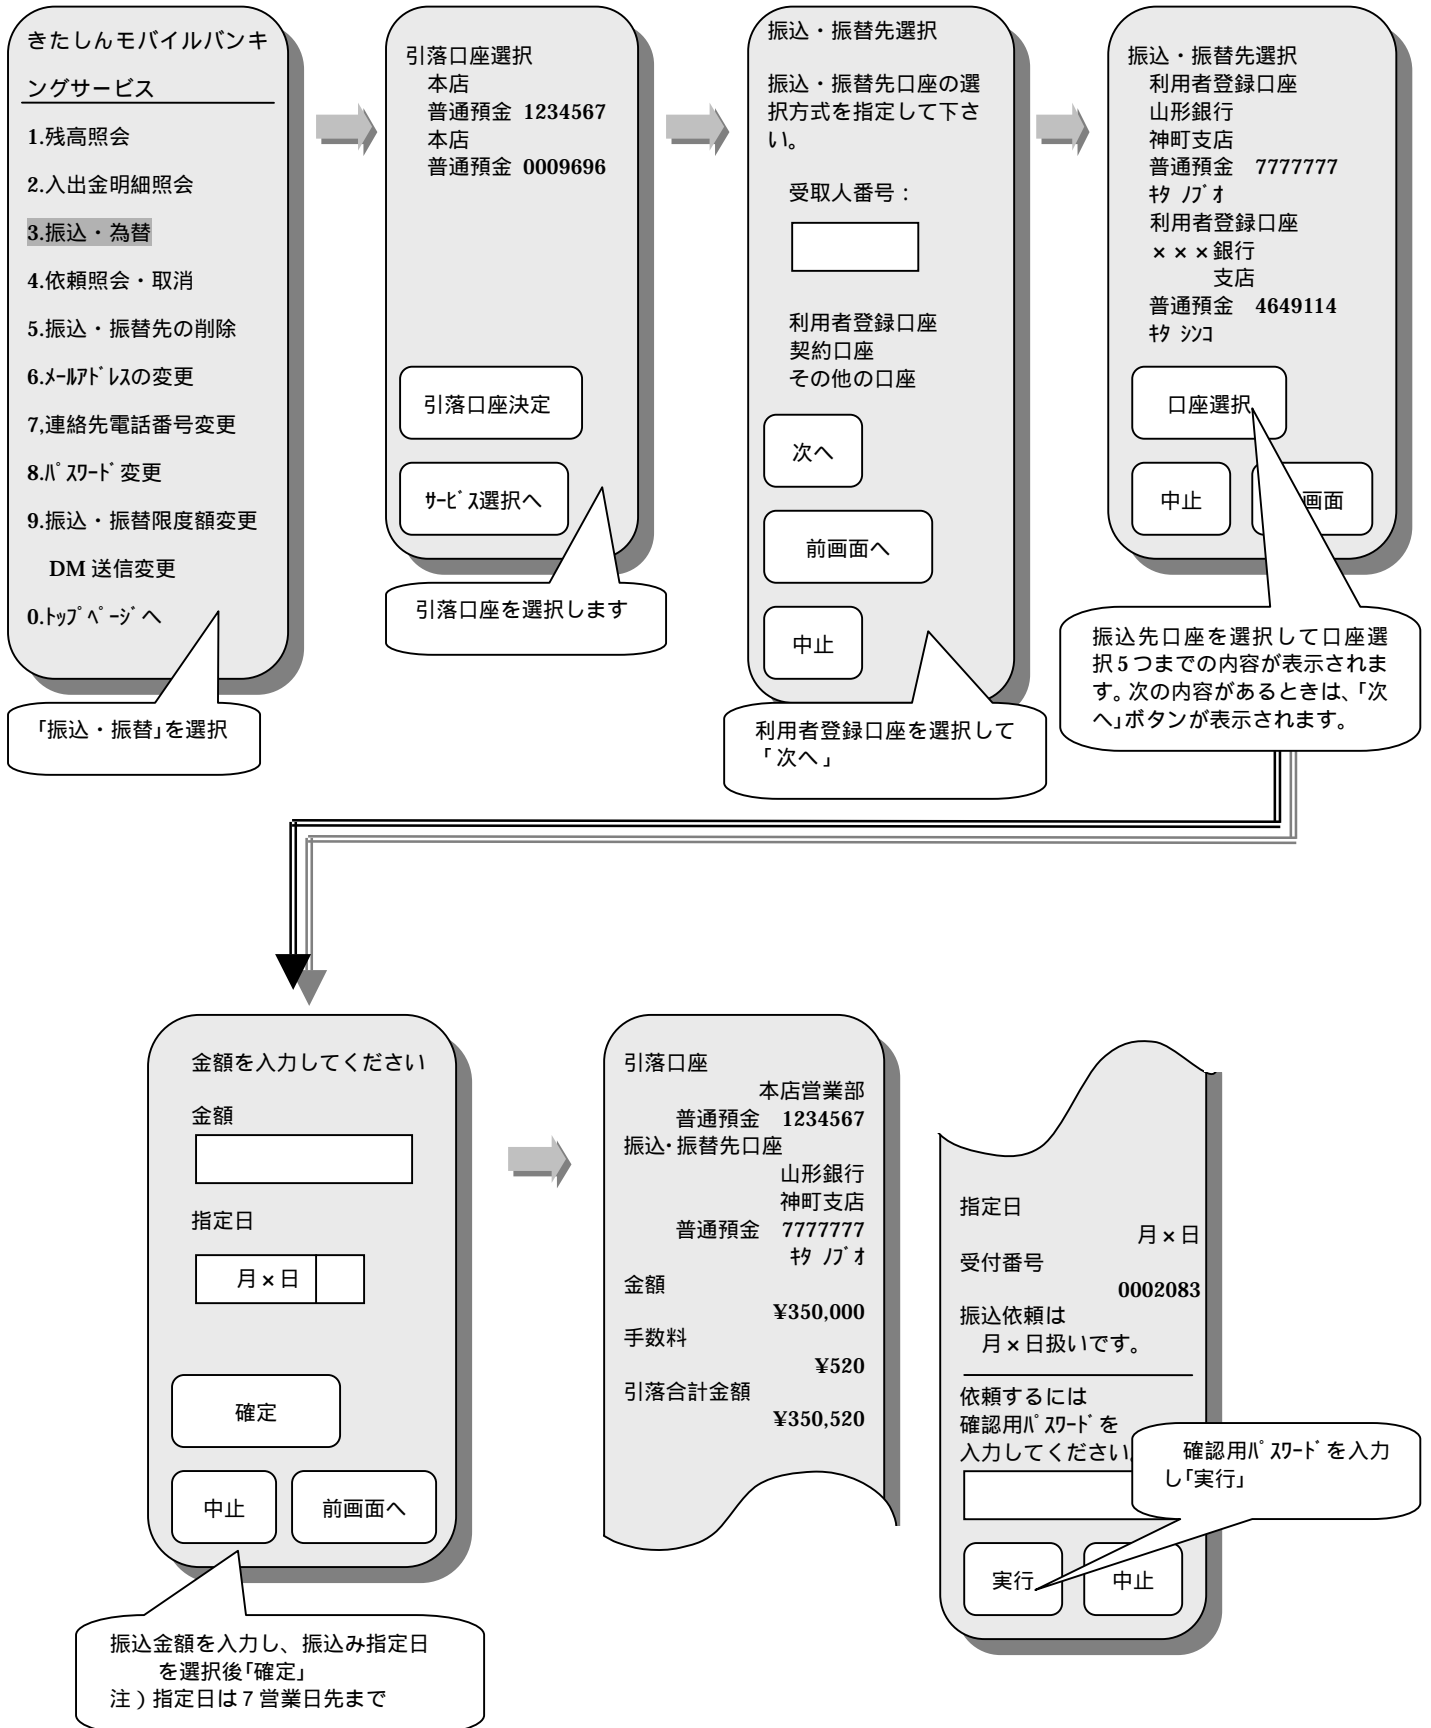 きたしんモバイルバンキ
ングサービス
1.残高照会
2.入出金明細照会
3.振込・為替
4.依頼照会・取消
5.振込・振替先の削除
6.ﾒｰﾙｱﾄﾞﾚｽの変更
7,連絡先電話番号変更
8.ﾊﾟｽﾜｰﾄﾞ変更
9.振込・振替限度額変更
DM 送信変更
0.ﾄｯﾌﾟﾍﾟｰｼﾞへ
「振込・振替」を選択
引落口座選択
本店
普通預金 1234567
本店
普通預金 0009696
引落口座決定
ｻｰﾋﾞｽ選択へ
引落口座を選択します
振込・振替先選択
振込・振替先口座の選
択方式を指定して下さ
い。
受取人番号：
利用者登録口座
契約口座
その他の口座
次へ
前画面へ
中止
利用者登録口座を選択して
「次へ」
振込・振替先選択
利用者登録口座
山形銀行
神町支店
普通預金　7777777
ｷﾀ ﾉﾌﾞｵ
利用者登録口座
×××銀行
支店
普通預金　4649114
ｷﾀ ｼﾝｺ
口座選択
中止
画面
振込先口座を選択して口座選
択5つまでの内容が表示されま
す。次の内容があるときは、「次
へ」ボタンが表示されます。
金額を入力してください
金額
指定日
月×日
確定
中止
前画面へ
振込金額を入力し、振込み指定日
を選択後「確定」
注）指定日は７営業日先まで
引落口座
本店営業部
普通預金　1234567
振込・振替先口座
山形銀行
神町支店
普通預金　7777777
ｷﾀ ﾉﾌﾞｵ
金額
¥350,000
手数料
¥520
引落合計金額
¥350,520
指定日
月×日
受付番号
0002083
振込依頼は
月×日扱いです。
依頼するには
確認用ﾊﾟｽﾜｰﾄﾞを
入力してください。
実行
中止
確認用ﾊﾟｽﾜｰﾄﾞを入力
し「実行」